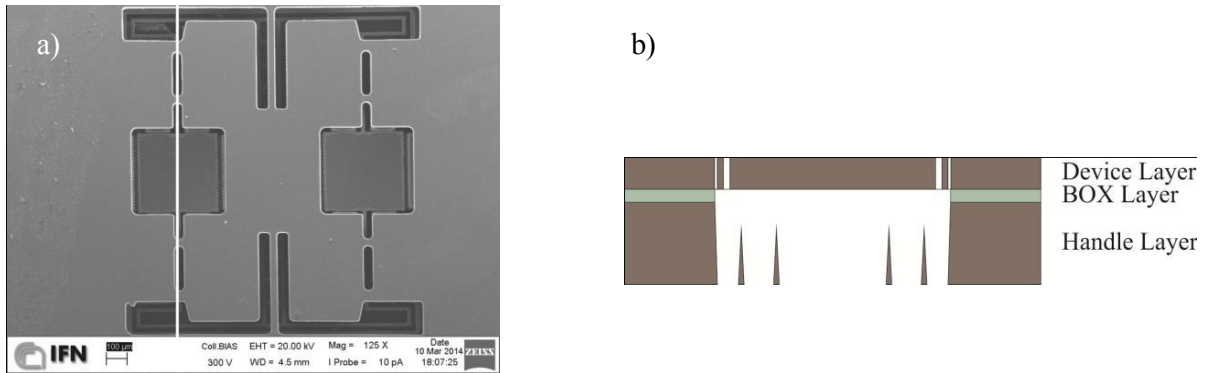 a)
b)
Device Layer
BOX Layer
Handle Layer
IFN
100 µm
Coll.BIAS EHT = 20.00 kV Mag = 125 X Date
10 Mar 2014
300 V WD = 4.5 mm I Probe = 10 pA 18:07:25
ZEISS